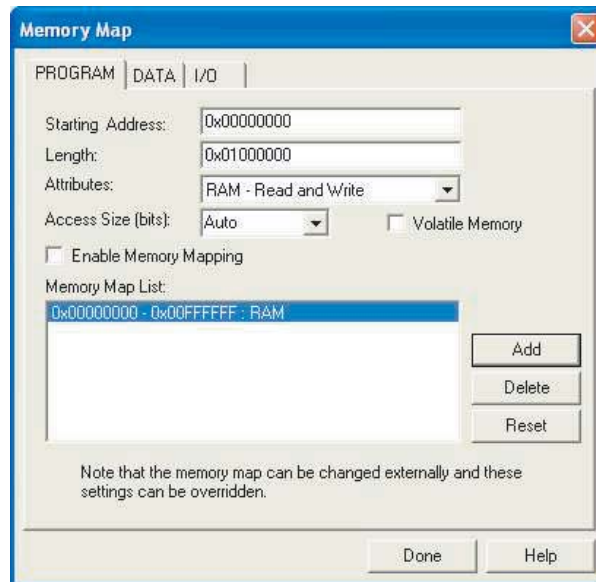 Memory Map
PROGRAM DATA I/O
Starting Address: 0x00000000
Length: 0x01000000
Attributes: RAM - Read and Write
Access Size (bits): Auto Volatile Memory
Enable Memory Mapping
Memory Map List:
0x00000000 - 0x00FFFFFF : RAM
Add
Delete
Reset
Note that the memory map can be changed externally and these
settings can be overridden.
Done Help